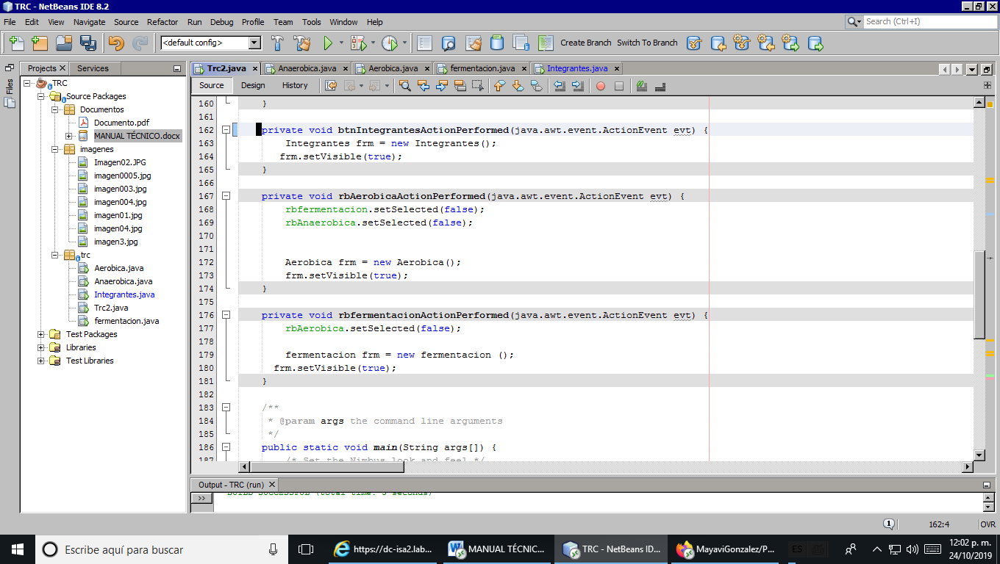 TRC - NetBeans IDE 8.2
File Edit View Navigate Source Refactor Run Debug Profile Team Tools Window Help
Search (Ctrl+I)
<default config>
Create Branch Switch To Branch
Files
Projects Services
TRC
Source Packages
Documentos
Documento.pdf
MANUAL TÉCNICO.docx
imagenes
Imagen02.JPG
imagen0005.jpg
imagen003.jpg
imagen004.jpg
imagen01.jpg
imagen04.jpg
imagen3.jpg
trc
Aerobica.java
Anaerobica.java
Integrantes.java
Trc2.java
fermentacion.java
Test Packages
Libraries
Test Libraries
Trc2.java Anaerobica.java Aerobica.java fermentacion.java Integrantes.java
Source Design History
160 }
161
162 private void btnIntegrantesActionPerformed(java.awt.event.ActionEvent evt) {
163 Integrantes frm = new Integrantes();
164 frm.setVisible(true);
165 }
166
167 private void rbAerobicaActionPerformed(java.awt.event.ActionEvent evt) {
168 rbfermentacion.setSelected(false);
169 rbAnaerobica.setSelected(false);
170
171
172 Aerobica frm = new Aerobica();
173 frm.setVisible(true);
174 }
175
176 private void rbfermentacionActionPerformed(java.awt.event.ActionEvent evt) {
177 rbAerobica.setSelected(false);
178
179 fermentacion frm = new fermentacion ();
180 frm.setVisible(true);
181 }
182
183 /**
184 * @param args the command line arguments
185 */
186 public static void main(String args[]) {
187 /* Set the Nimbus look and feel */
Output - TRC (run)
>>
BUILD SUCCESSFUL (total time: 3 seconds)
1
162:4
OVR
Escribe aquí para buscar
https://dc-isa2.lab...
MANUAL TÉCNIC...
TRC - NetBeans ID...
MayaviGonzalez/P...
ES
12:02 p. m.
24/10/2019